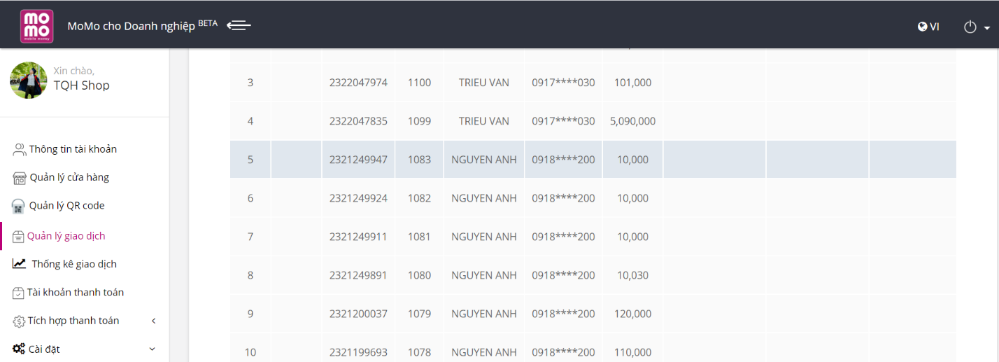 MOMO mobile money
MoMo cho Doanh nghiệp BETA
VI
Xin chào,
TQH Shop
Thông tin tài khoản
Quản lý cửa hàng
Quản lý QR code
Quản lý giao dịch
Thống kê giao dịch
Tài khoản thanh toán
Tích hợp thanh toán
Cài đặt
3 2322047974 1100 TRIEU VAN 0917****030 101,000
4 2322047835 1099 TRIEU VAN 0917****030 5,090,000
5 2321249947 1083 NGUYEN ANH 0918****200 10,000
6 2321249924 1082 NGUYEN ANH 0918****200 10,000
7 2321249911 1081 NGUYEN ANH 0918****200 10,000
8 2321249891 1080 NGUYEN ANH 0918****200 10,030
9 2321200037 1079 NGUYEN ANH 0918****200 120,000
10 2321199693 1078 NGUYEN ANH 0918****200 110,000